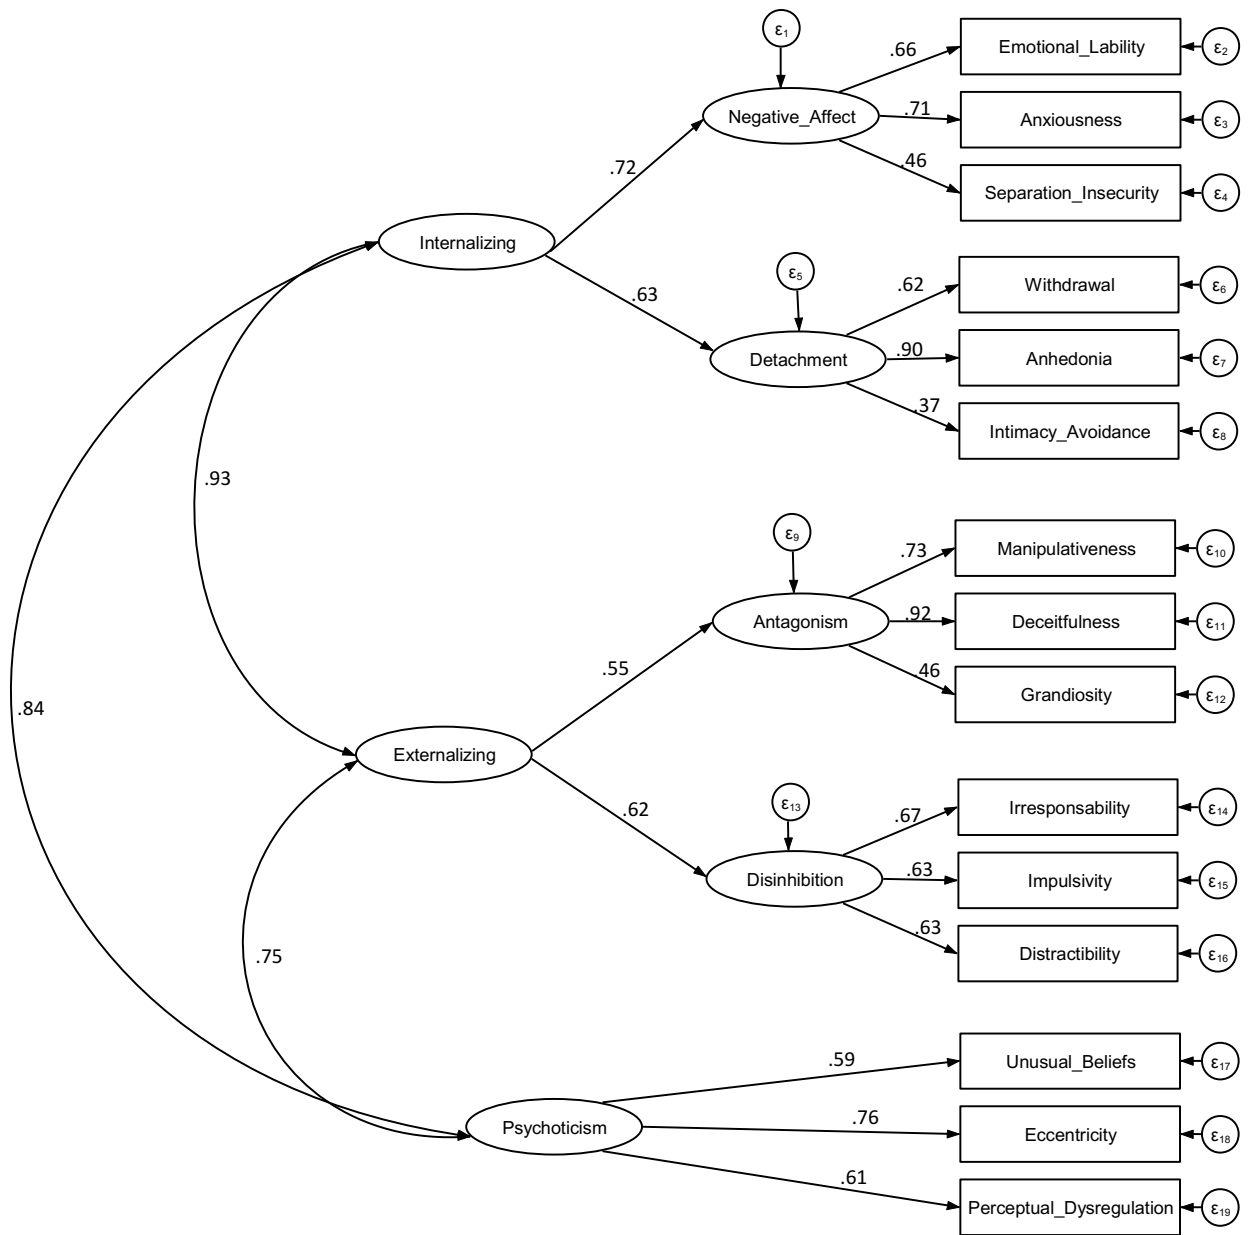 ε1
.66
Emotional_Lability
ε2
Negative_Affect
.71
Anxiousness
ε3
.46
Separation_Insecurity
ε4
.72
Internalizing
.63
ε5
.62
Withdrawal
ε6
Detachment
.90
Anhedonia
ε7
.37
Intimacy_Avoidance
ε8
.93
ε9
.73
Manipulativeness
ε10
Antagonism
.92
Deceitfulness
ε11
.46
Grandiosity
ε12
.55
.84
Externalizing
.62
ε13
.67
Irresponsability
ε14
Disinhibition
.63
Impulsivity
ε15
.63
Distractibility
ε16
.75
.59
Unusual_Beliefs
ε17
Psychoticism
.76
Eccentricity
ε18
.61
Perceptual_Dysregulation
ε19